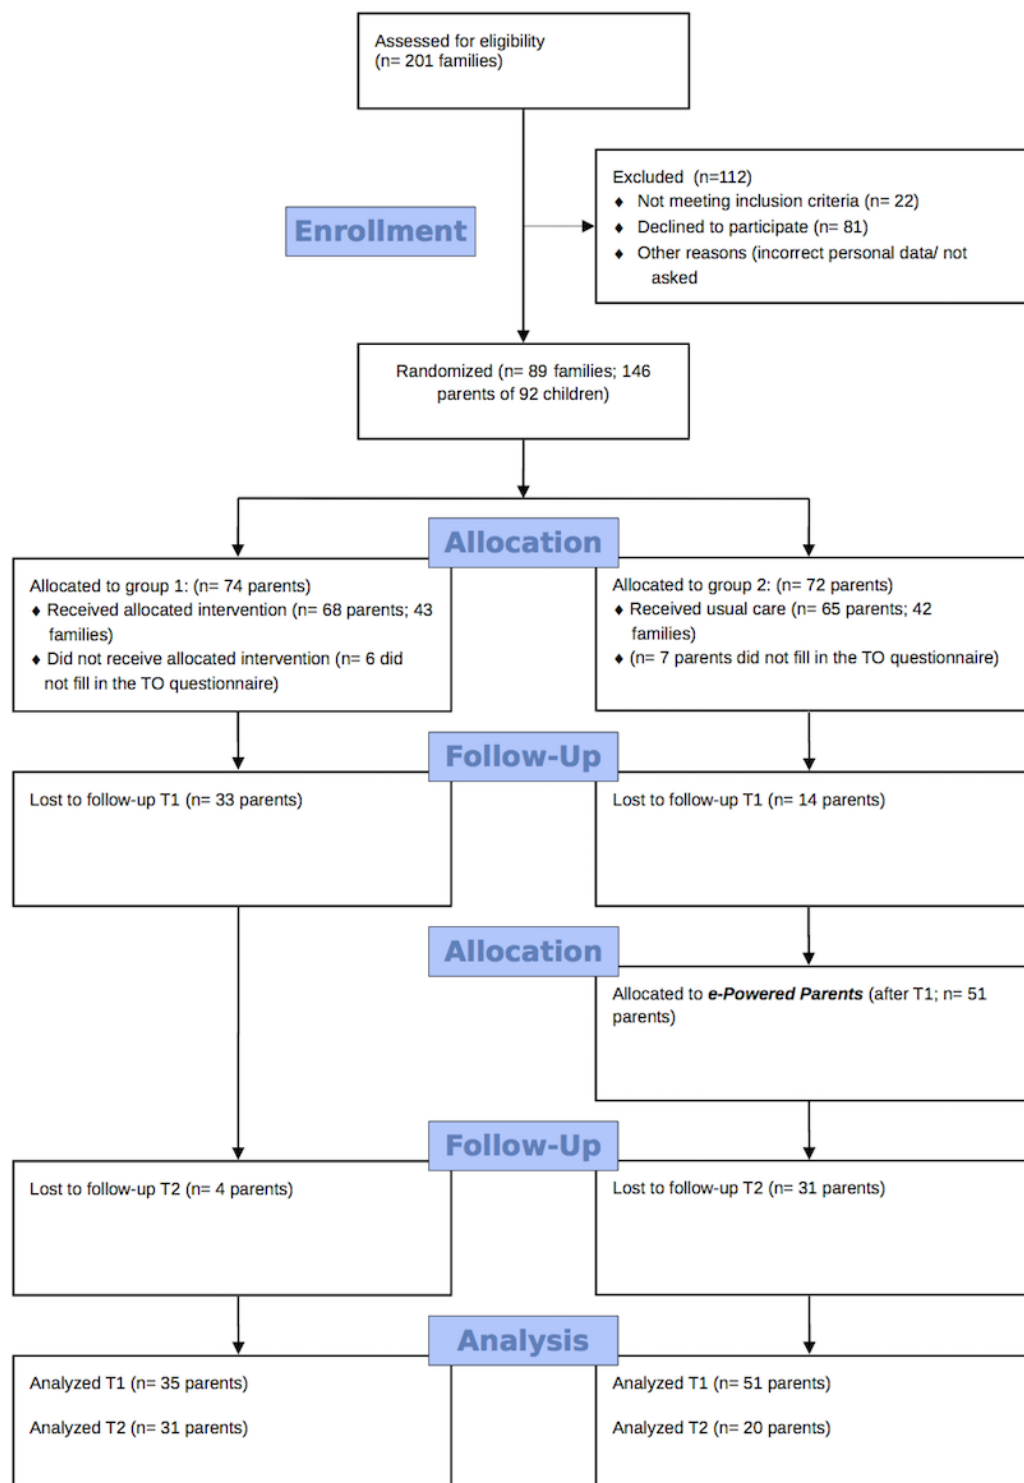 Assessed for eligibility
(n= 201 families)
Excluded  (n=112)
♦ Not meeting inclusion criteria (n= 22)
♦ Declined to participate (n= 81)
♦ Other reasons (incorrect personal data/ not
asked
Enrollment
Randomized (n= 89 families; 146
parents of 92 children)
Allocation
Allocated to group 1: (n= 74 parents)
♦ Received allocated intervention (n= 68 parents; 43
families)
♦ Did not receive allocated intervention (n= 6 did
not fill in the TO questionnaire)
Allocated to group 2: (n= 72 parents)
♦ Received usual care (n= 65 parents; 42
families)
♦ (n= 7 parents did not fill in the TO questionnaire)
Follow-Up
Lost to follow-up T1 (n= 33 parents)
Lost to follow-up T1 (n= 14 parents)
Allocation
Allocated to e-Powered Parents (after T1; n= 51
parents)
Follow-Up
Lost to follow-up T2 (n= 4 parents)
Lost to follow-up T2 (n= 31 parents)
Analysis
Analyzed T1 (n= 35 parents)
Analyzed T2 (n= 31 parents)
Analyzed T1 (n= 51 parents)
Analyzed T2 (n= 20 parents)